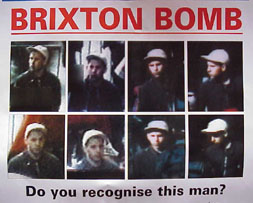 BRIXTON BOMB
Do you recognise this man?